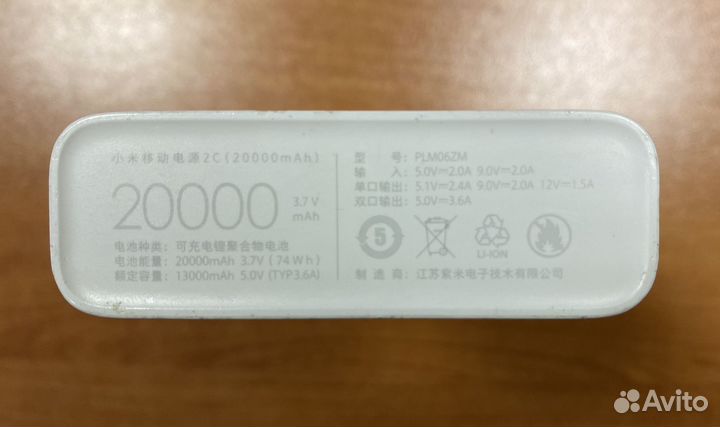 小米移动电源2C(20000mAh)
20000 3.7 V mAh
电池种类: 可充电锂聚合物电池
电池能量: 20000mAh 3.7V (74 Wh)
额定容量: 13000mAh 5.0V (TYP3.6A)
型 号: PLM06ZM
输 入: 5.0V⎓2.0A 9.0V⎓2.0A
单口输出: 5.1V⎓2.4A 9.0V⎓2.0A 12V⎓1.5A
双口输出: 5.0V⎓3.6A
5
LI-ION
制 造 商: 江苏紫米电子技术有限公司
Avito